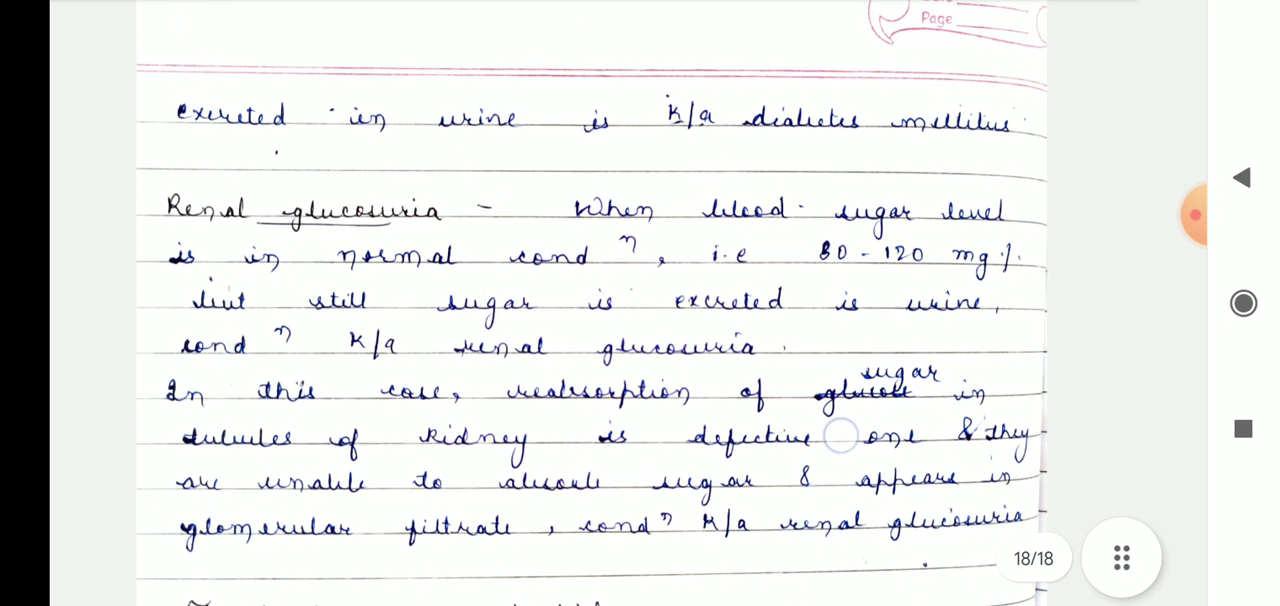 Page
excreted in urine is k/a diabetes mellitus
Renal glucosuria - When blood sugar level
is in normal condⁿ, i.e 80-120 mg%.
but still sugar is excreted is urine,
condⁿ k/a renal glucosuria.
sugar
In this case, reabsorption of glucose in
tubules of kidney is defective one & they
are unable to absorb sugar & appears in
glomerular filtrate, condⁿ k/a renal glucosuria
18/18